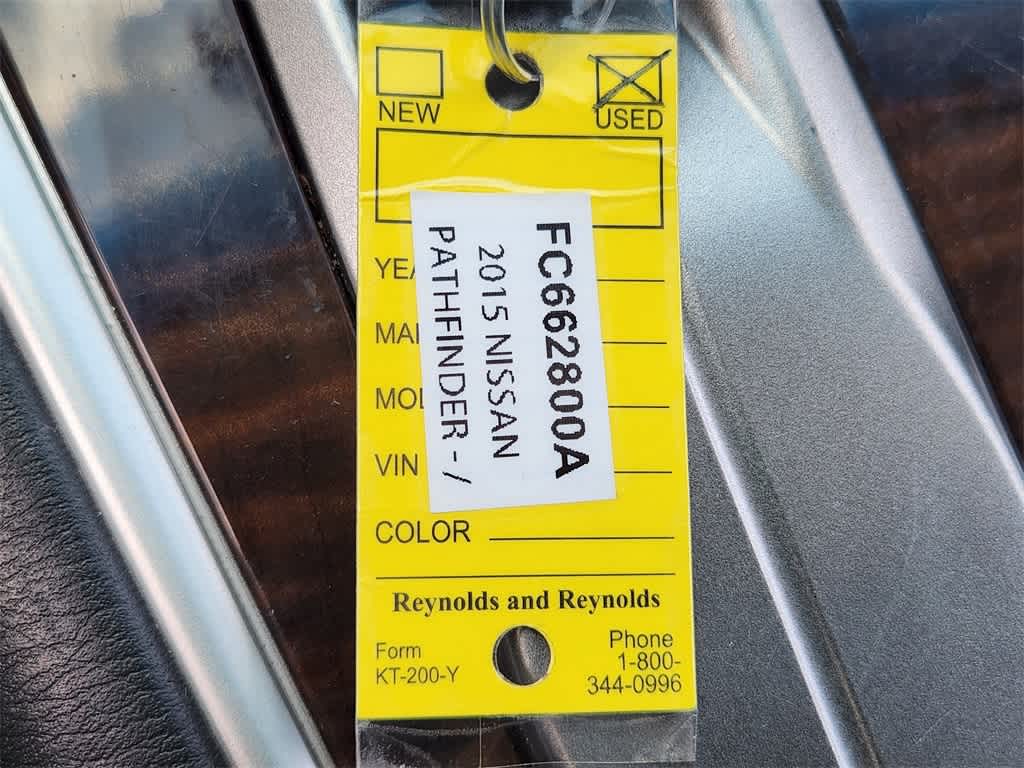 NEW
USED
FC662800A
2015 NISSAN
PATHFINDER - /
YEA
MA
MO
VIN
COLOR
Reynolds and Reynolds
Form
KT-200-Y
Phone
1-800-
344-0996